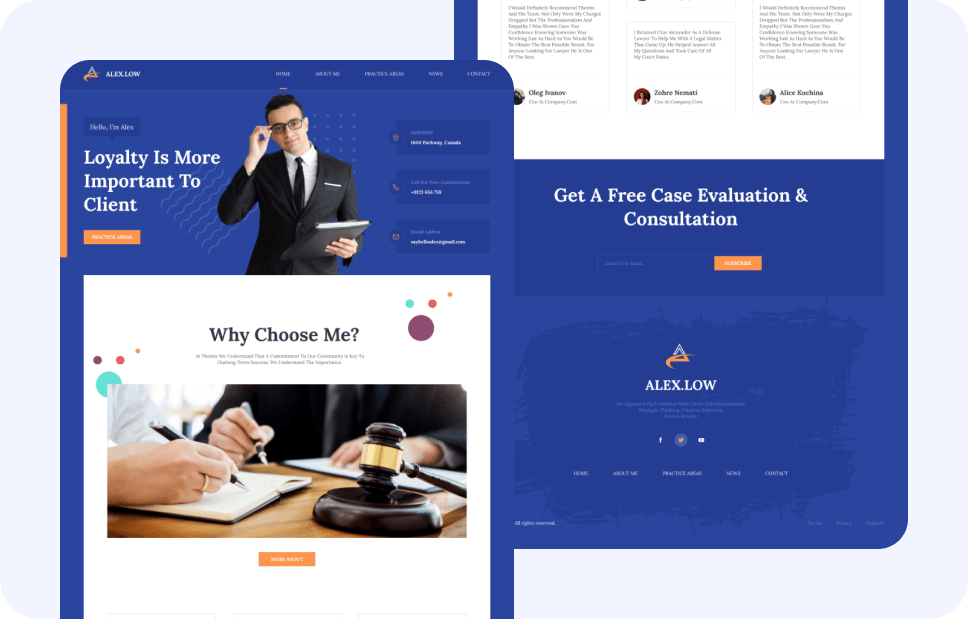 ALEX.LOW
HOME
ABOUT ME
PRACTICE AREAS
NEWS
CONTACT
Hello, I'm Alex
Loyalty Is More
Important To
Client
PRACTICE AREAS
ADDRESS
1609 Parkway, Canada
Call For Free Consultation
+9122 656 759
Email Address
sayhelloalex@gmail.com
Why Choose Me?
At Themis We Understand That A Commitment To Our Community Is Key To
Ourlong-Term Success. We Understand The Importance.
MORE ABOUT
I Would Definitely Recommend Themis
And His Team. Not Only Were My Charges
Dropped But The Professionalism And
Empathy I Was Shown Gave You
Confidence Knowing Someone Was
Working Just As Hard As You Would Be
To Obtain The Best Possible Result. For
Anyone Looking For Lawyer He Is One
Of The Best.
Oleg Ivanov
Ceo At Company.Com
I Retained Czar Alexander As A Defense
Lawyer To Help Me With A Legal Matter
That Came Up. He Helped Answer All
My Questions And Took Care Of All
My Court Dates.
Zohre Nemati
Ceo At Company.Com
I Would Definitely Recommend Themis
And His Team. Not Only Were My Charges
Dropped But The Professionalism And
Empathy I Was Shown Gave You
Confidence Knowing Someone Was
Working Just As Hard As You Would Be
To Obtain The Best Possible Result. For
Anyone Looking For Lawyer He Is One
Of The Best.
Alice Kuchina
Ceo At Company.Com
Get A Free Case Evaluation &
Consultation
Enter Your Email
SUBSCRIBE
ALEX.LOW
We Approach Each Problem With Three
Strategic Thinking, Creative Solutions,
HOME
ABOUT ME
PRACTICE AREAS
NEWS
CONTACT
All rights reserved.
Terms
Privacy
Support